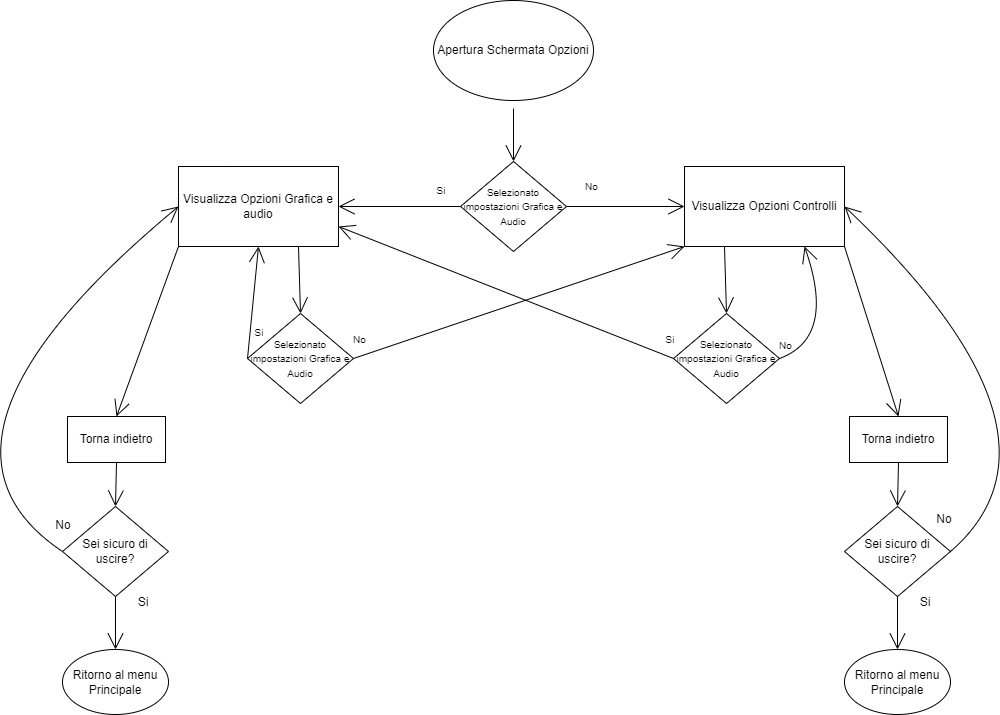 Apertura Schermata Opzioni
Si
Selezionato
impostazioni Grafica e
Audio
No
Visualizza Opzioni Grafica e
audio
Visualizza Opzioni Controlli
Si
Selezionato
impostazioni Grafica e
Audio
No
Si
Selezionato
impostazioni Grafica e
Audio
No
Torna indietro
Torna indietro
No
Sei sicuro di
uscire?
Si
No
Sei sicuro di
uscire?
Si
Ritorno al menu
Principale
Ritorno al menu
Principale